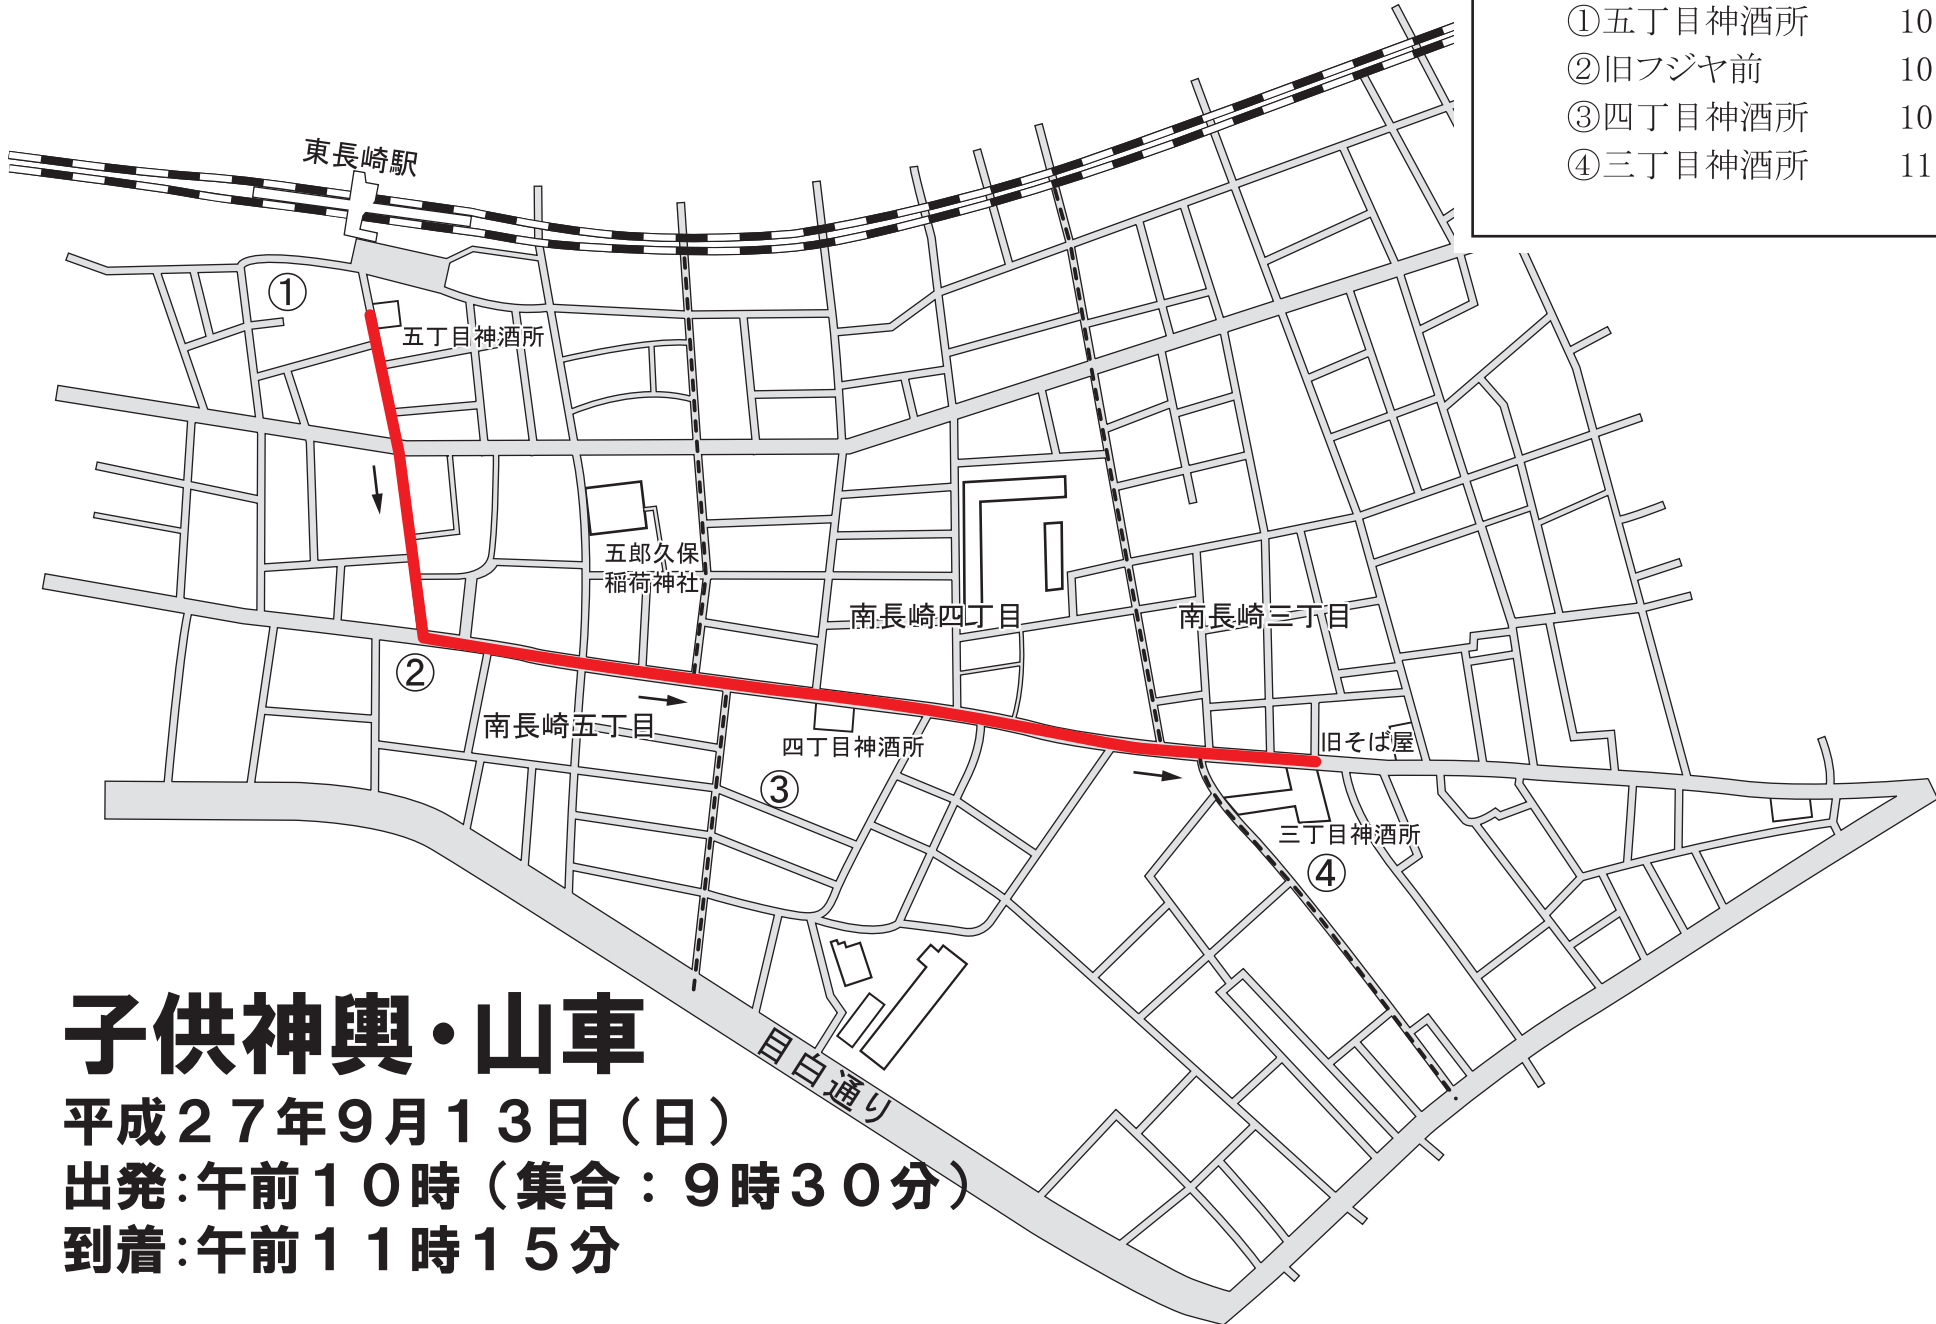 ①五丁目神酒所 10
②旧フジヤ前 10
③四丁目神酒所 10
④三丁目神酒所 11
東長崎駅
①
五丁目神酒所
五郎久保
稲荷神社
南長崎四丁目
南長崎三丁目
②
南長崎五丁目
四丁目神酒所
旧そば屋
③
三丁目神酒所
④
目白通り
子供神輿・山車
平成２７年９月１３日（日）
出発：午前１０時（集合：９時３０分）
到着：午前１１時１５分